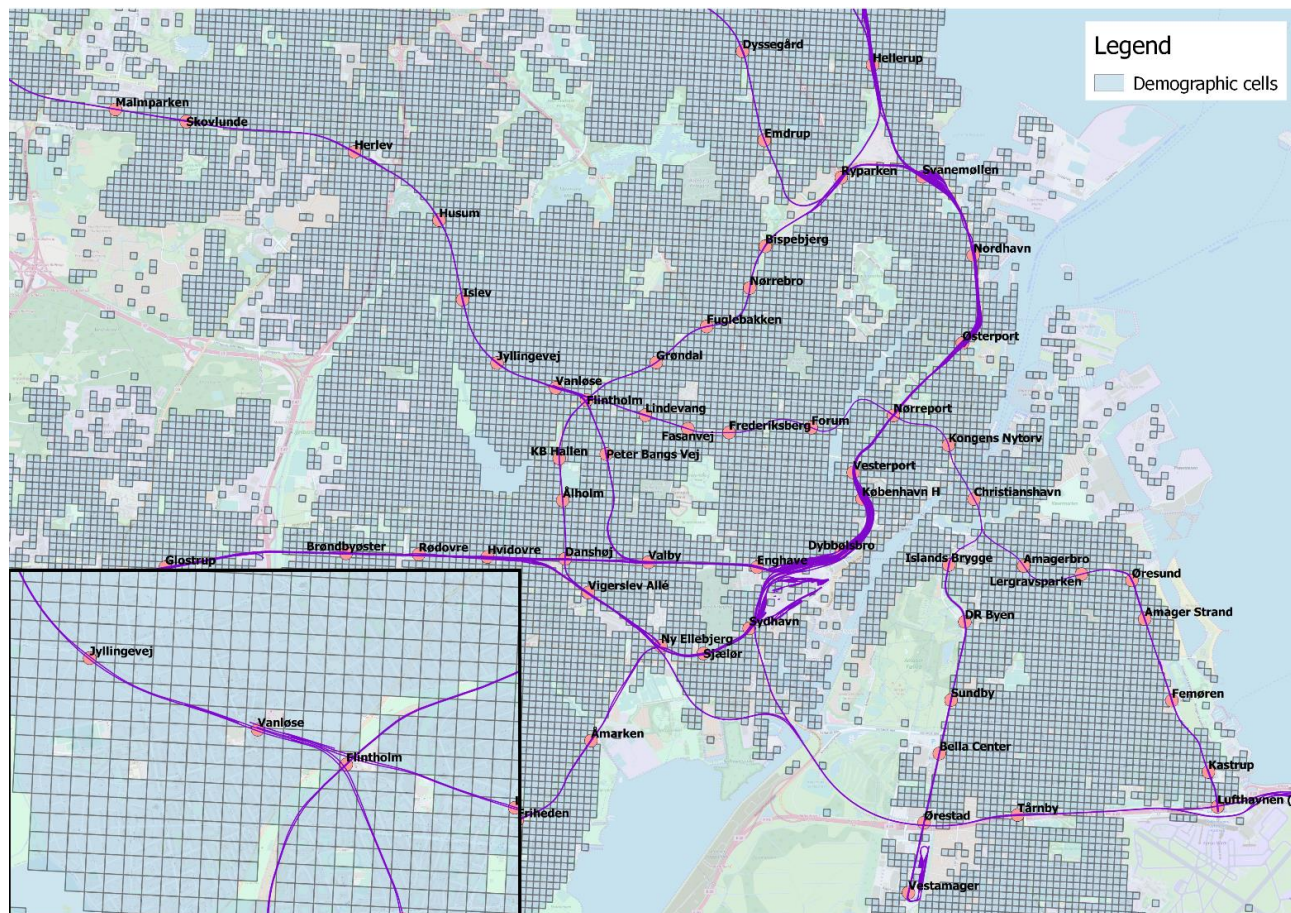 Legend
Demographic cells
Dyssegård
Hellerup
Malmparken
Skovlunde
Emdrup
Herlev
Ryparken
Svanemøllen
Husum
Bispebjerg
Nordhavn
Nørrebro
Islev
Fuglebakken
Østerport
Jyllingevej
Grøndal
Vanløse
Flintholm
Lindevang
Nørreport
Fasanvej
Frederiksberg
Forum
Kongens Nytorv
KB Hallen
Peter Bangs Vej
Vesterport
Ålholm
København H
Christianshavn
Brøndbyøster
Rødovre
Hvidovre
Danshøj
Valby
Enghave
Dybbølsbro
Glostrup
Islands Brygge
Amagerbro
Lergravsparken
Øresund
Vigerslev Allé
Amager Strand
DR Byen
Sydhavn
Ny Ellebjerg
Sjælør
Jyllingevej
Sundby
Femøren
Vanløse
Åmarken
Flintholm
Bella Center
Kastrup
Friheden
Lufthavnen (
Tårnby
Ørestad
Vestamager